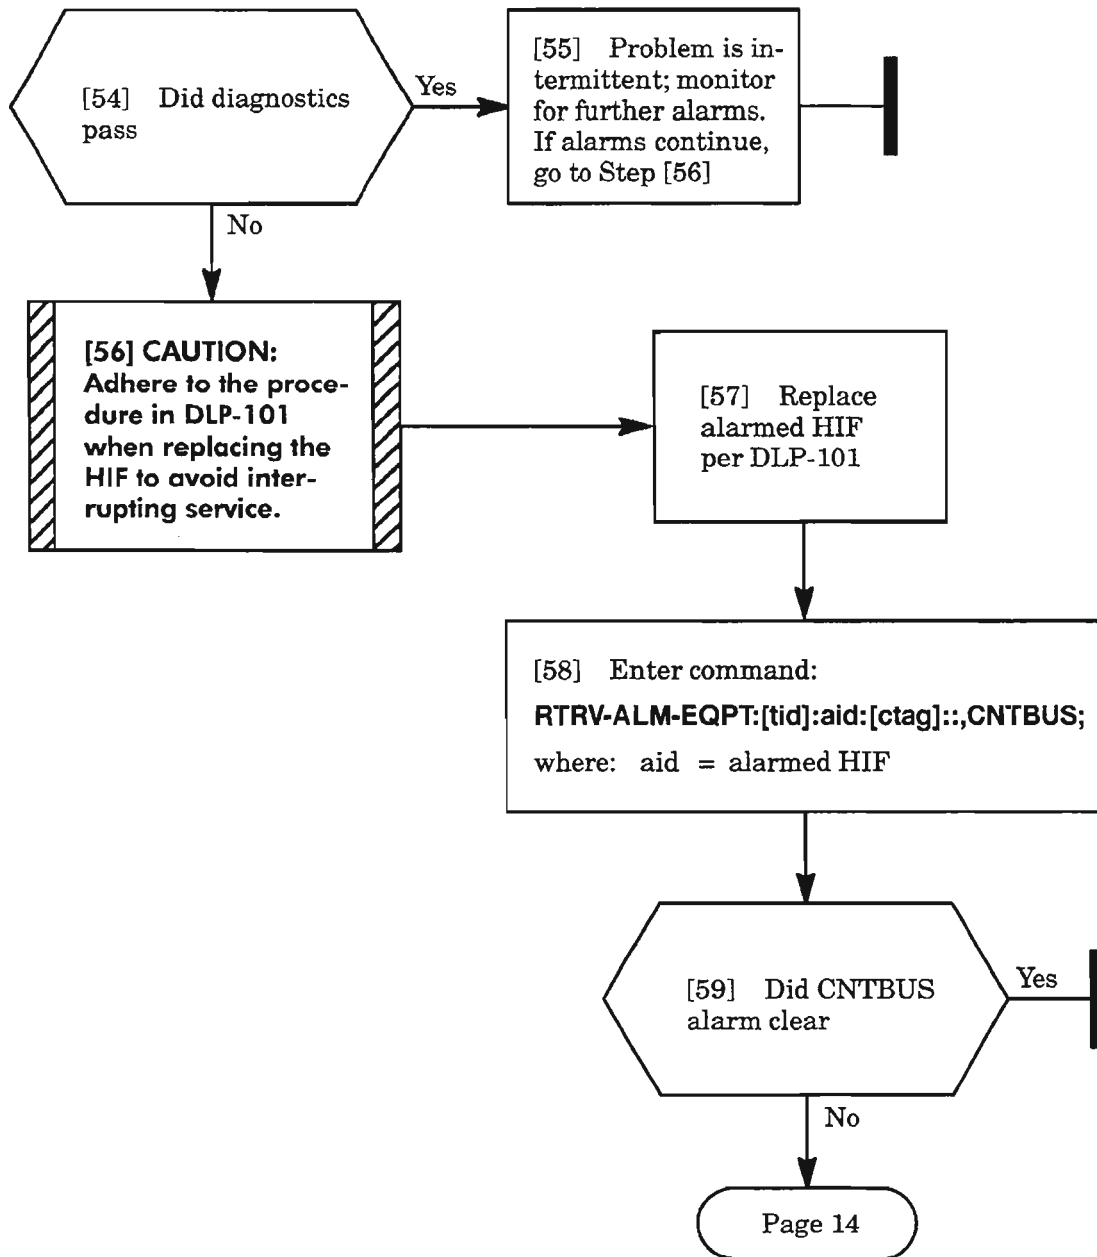 [54] Did diagnostics
pass
Yes
[55] Problem is in-
termittent; monitor
for further alarms.
If alarms continue,
go to Step [56]
No
[56] CAUTION:
Adhere to the proce-
dure in DLP-101
when replacing the
HIF to avoid inter-
rupting service.
[57] Replace
alarmed HIF
per DLP-101
[58] Enter command:
RTRV-ALM-EQPT:[tid]:aid:[ctag]::,CNTBUS;
where: aid = alarmed HIF
[59] Did CNTBUS
alarm clear
Yes
No
Page 14